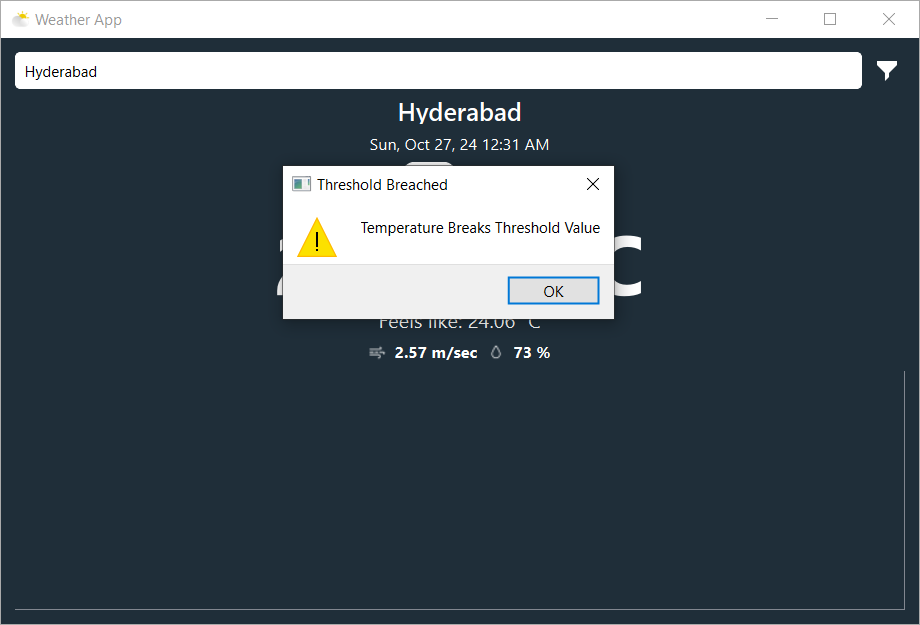 Weather App
Hyderabad
Hyderabad
Sun, Oct 27, 24 12:31 AM
Threshold Breached
Temperature Breaks Threshold Value
OK
C
Feels like: 24.06 °C
2.57 m/sec 73 %